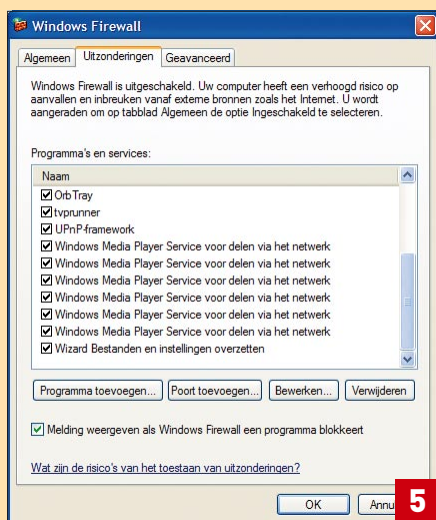 Windows Firewall
Algemeen Uitzonderingen Geavanceerd
Windows Firewall is uitgeschakeld. Uw computer heeft een verhoogd risico op
aanvallen en inbreuken vanaf externe bronnen zoals het Internet. U wordt
aangeraden om op tabblad Algemeen de optie Ingeschakeld te selecteren.
Programma's en services:
Naam
OrbTray
tvprunner
UPnP-framework
Windows Media Player Service voor delen via het netwerk
Windows Media Player Service voor delen via het netwerk
Windows Media Player Service voor delen via het netwerk
Windows Media Player Service voor delen via het netwerk
Windows Media Player Service voor delen via het netwerk
Windows Media Player Service voor delen via het netwerk
Wizard Bestanden en instellingen overzetten
Programma toevoegen... Poort toevoegen... Bewerken... Verwijderen
Melding weergeven als Windows Firewall een programma blokkeert
Wat zijn de risico's van het toestaan van uitzonderingen?
OK Annu
5